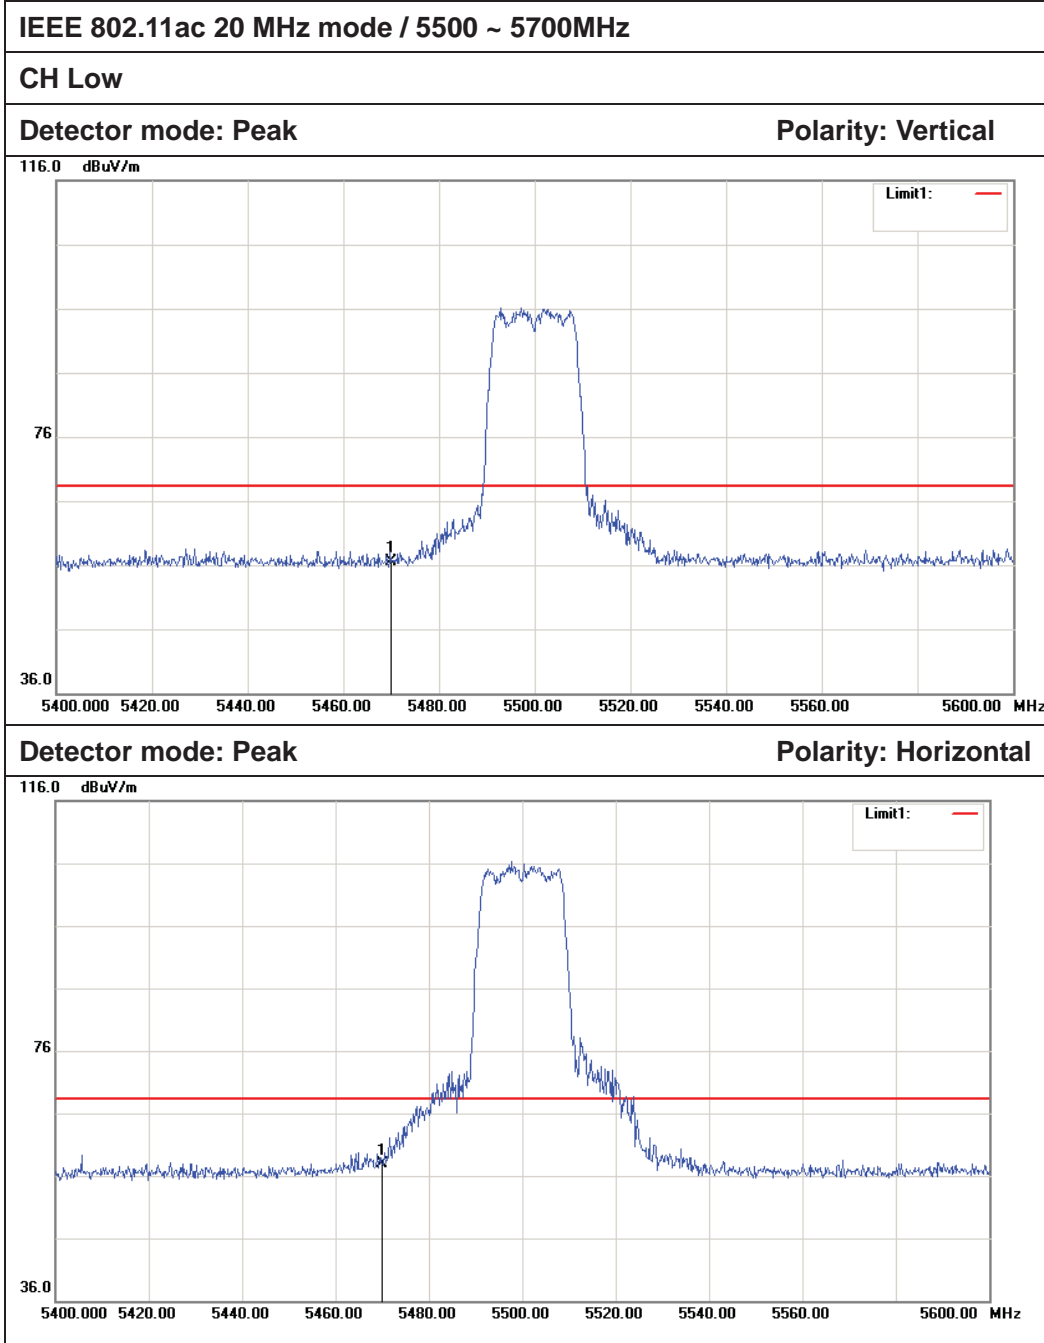 IEEE 802.11ac 20 MHz mode / 5500 ~ 5700MHz
CH Low
Detector mode: Peak Polarity: Vertical
116.0 dBuV/m
Limit1:
76
1
36.0
5400.000 5420.00 5440.00 5460.00 5480.00 5500.00 5520.00 5540.00 5560.00 5600.00 MHz
Detector mode: Peak Polarity: Horizontal
116.0 dBuV/m
Limit1:
76
1
36.0
5400.000 5420.00 5440.00 5460.00 5480.00 5500.00 5520.00 5540.00 5560.00 5600.00 MHz